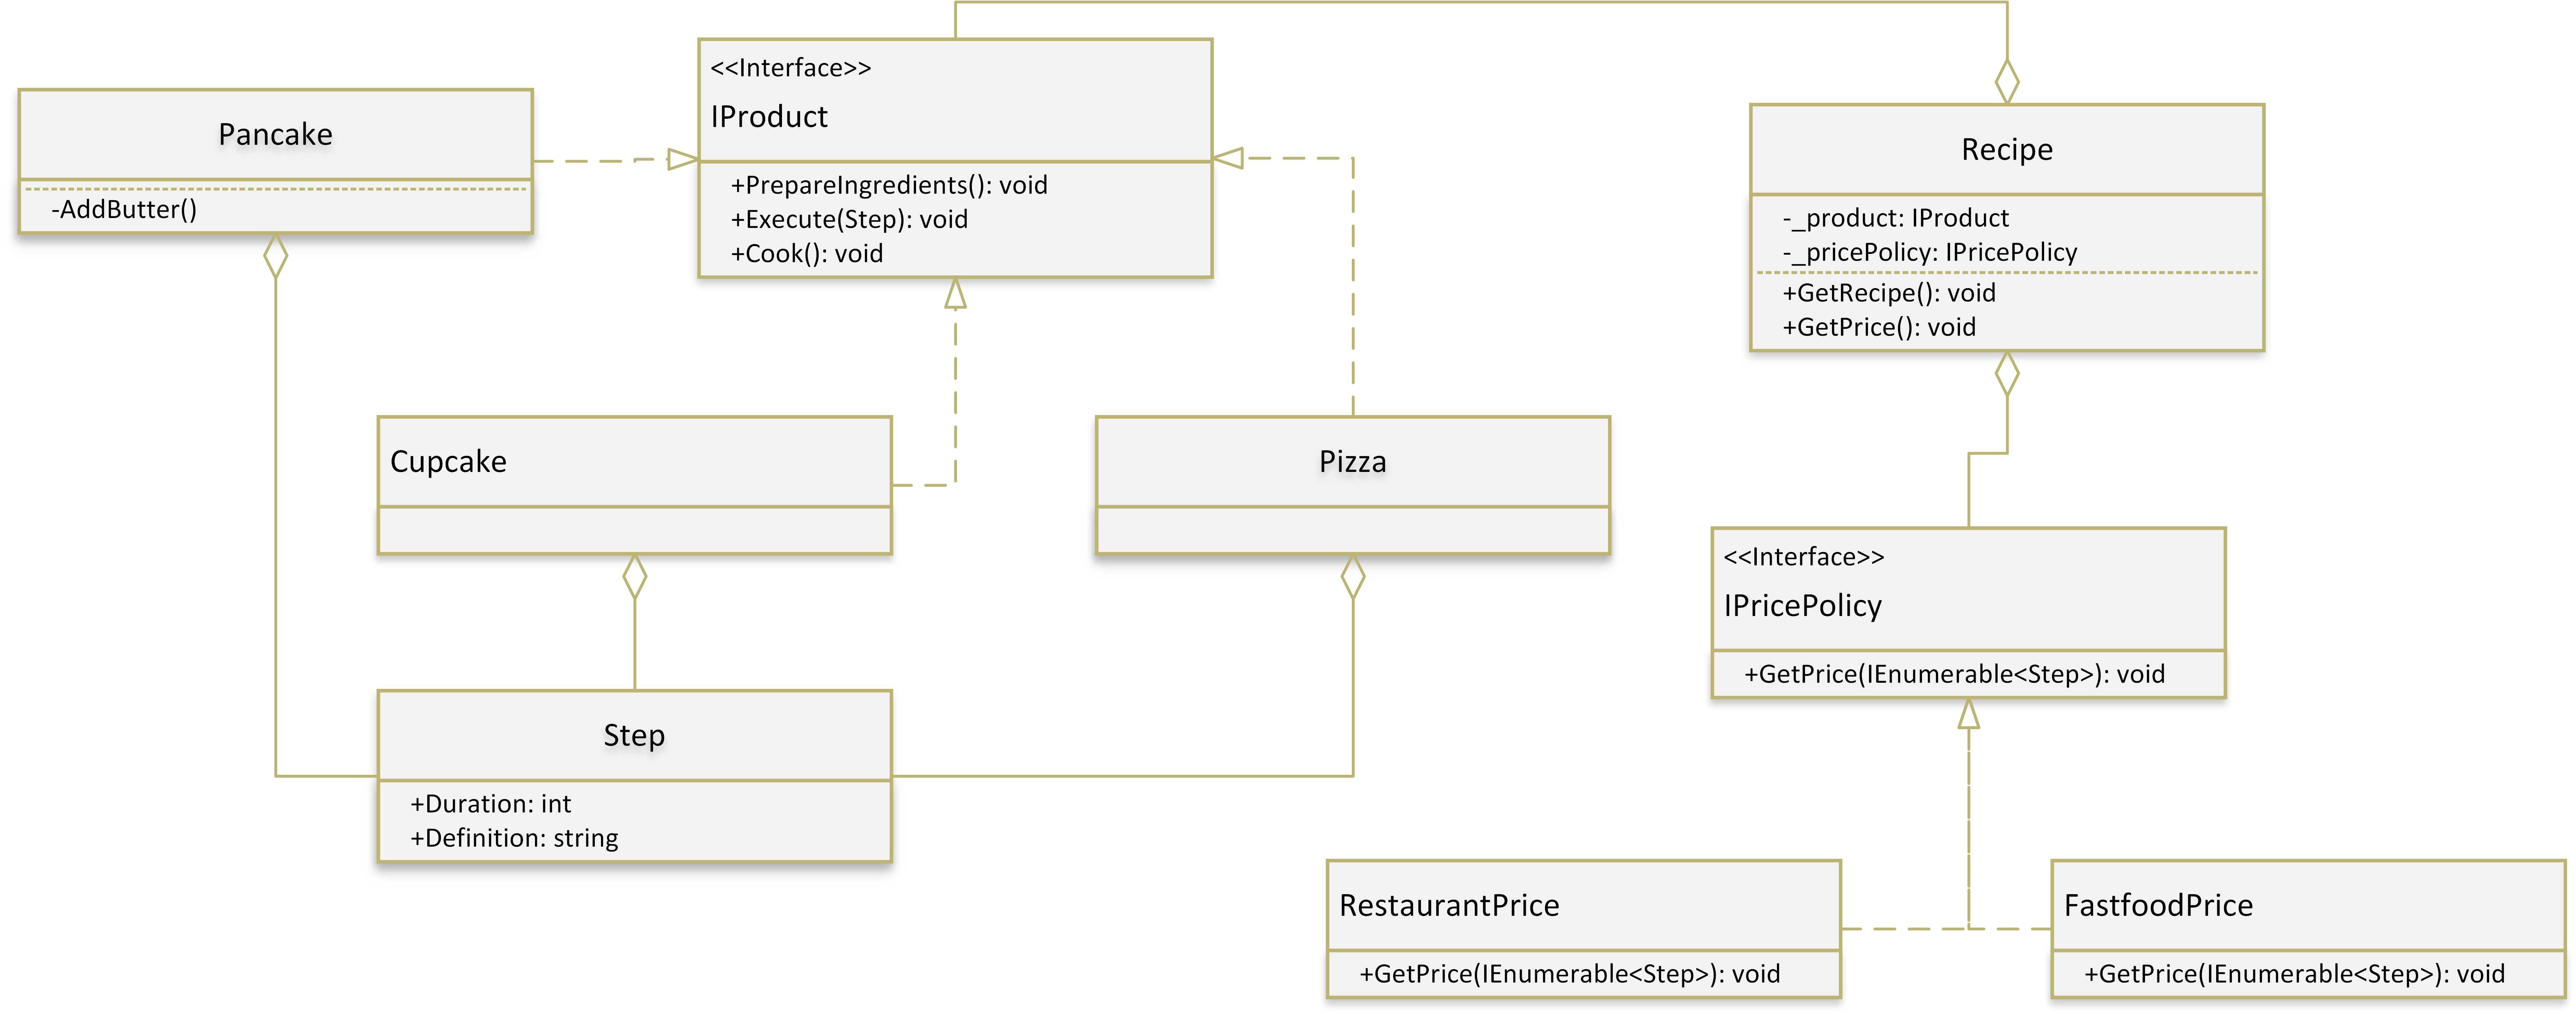 Pancake
-AddButter()
<<Interface>>
IProduct
+PrepareIngredients(): void
+Execute(Step): void
+Cook(): void
Recipe
-_product: IProduct
-_pricePolicy: IPricePolicy
+GetRecipe(): void
+GetPrice(): void
Cupcake
Pizza
<<Interface>>
IPricePolicy
+GetPrice(IEnumerable<Step>): void
Step
+Duration: int
+Definition: string
RestaurantPrice
+GetPrice(IEnumerable<Step>): void
FastfoodPrice
+GetPrice(IEnumerable<Step>): void